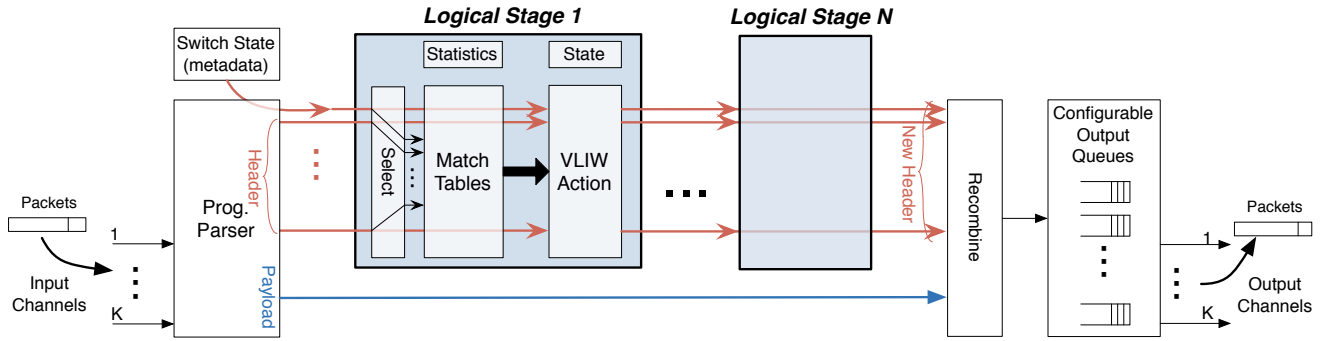 Logical Stage 1
Logical Stage N
Switch State
(metadata)
Statistics
State
Header
Select
Match
Tables
VLIW
Action
New Header
Recombine
Configurable
Output
Queues
Packets
Prog.
Parser
1
Input
Channels
K
Payload
Packets
1
Output
Channels
K